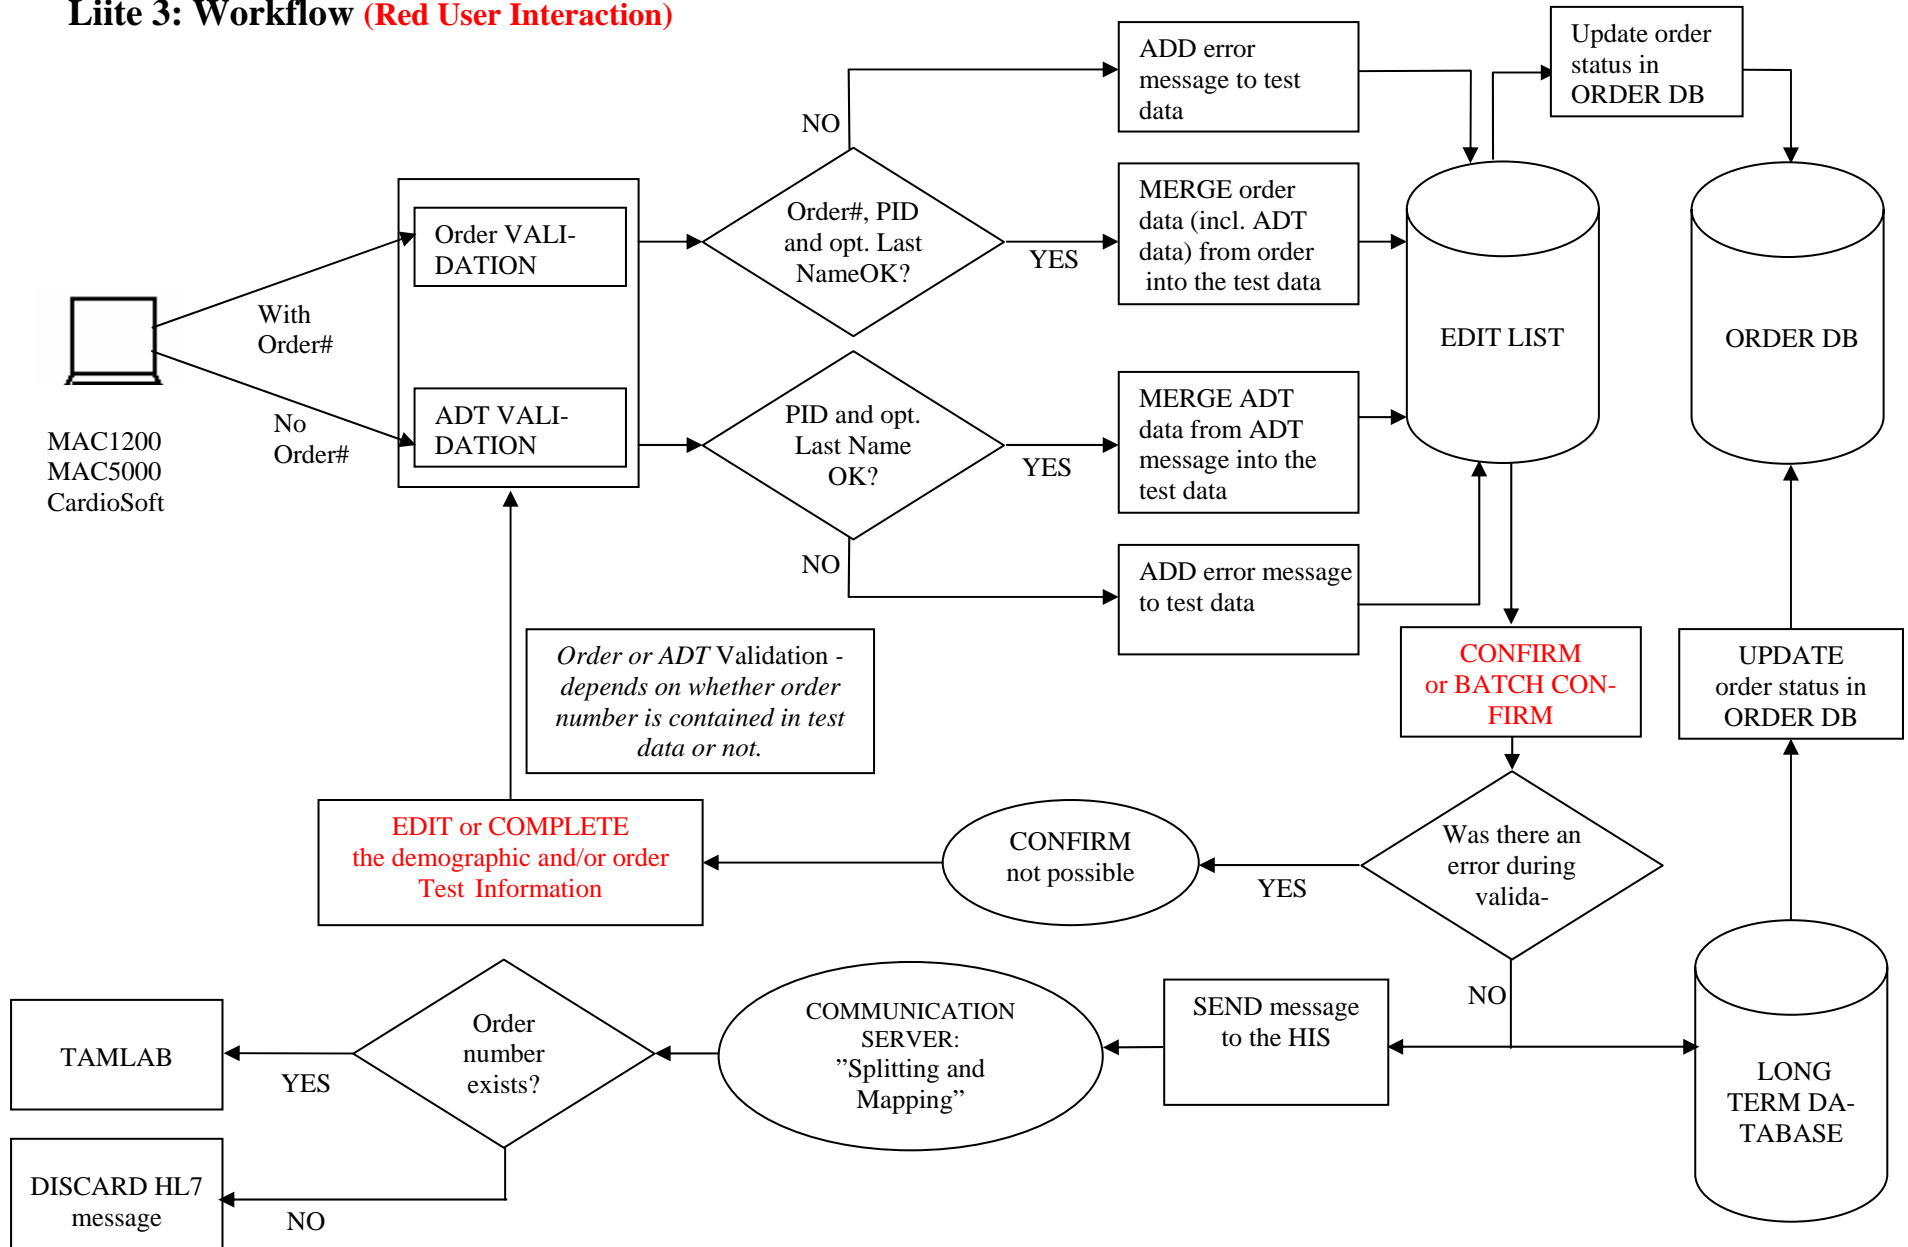 Liite 3: Workflow (Red User Interaction)
ADD error
message to test
data
Update order
status in
ORDER DB
NO
Order VALI-
DATION
Order#, PID
and opt. Last
NameOK?
YES
MERGE order
data (incl. ADT
data) from order
into the test data
EDIT LIST
ORDER DB
With
Order#
No
Order#
MAC1200
MAC5000
CardioSoft
ADT VALI-
DATION
PID and opt.
Last Name
OK?
YES
MERGE ADT
data from ADT
message into the
test data
NO
ADD error message
to test data
Order or ADT Validation -
depends on whether order
number is contained in test
data or not.
CONFIRM
or BATCH CON-
FIRM
UPDATE
order status in
ORDER DB
EDIT or COMPLETE
the demographic and/or order
Test Information
CONFIRM
not possible
YES
Was there an
error during
valida-
NO
TAMLAB
YES
Order
number
exists?
COMMUNICATION
SERVER:
”Splitting and
Mapping”
SEND message
to the HIS
LONG
TERM DA-
TABASE
DISCARD HL7
message
NO